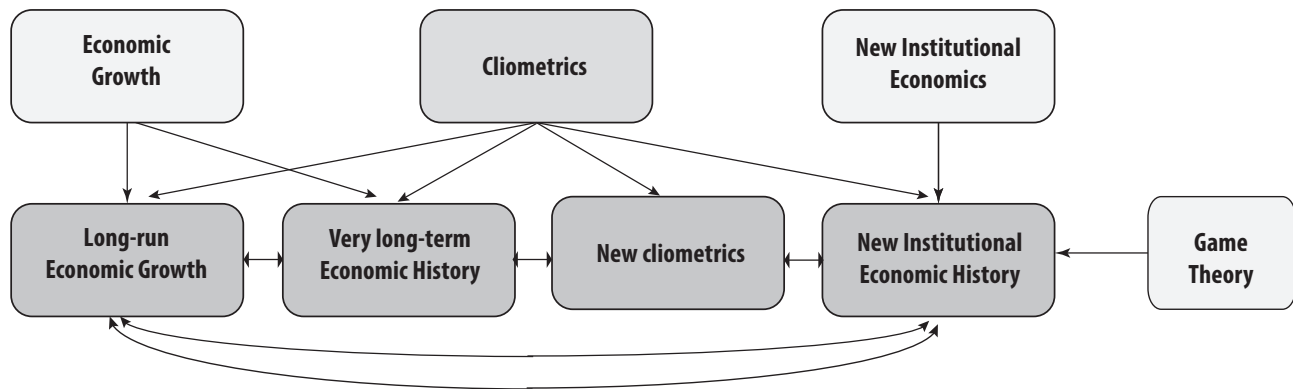 Economic
Growth
Cliometrics
New Institutional
Economics
Long-run
Economic Growth
Very long-term
Economic History
New cliometrics
New Institutional
Economic History
Game
Theory